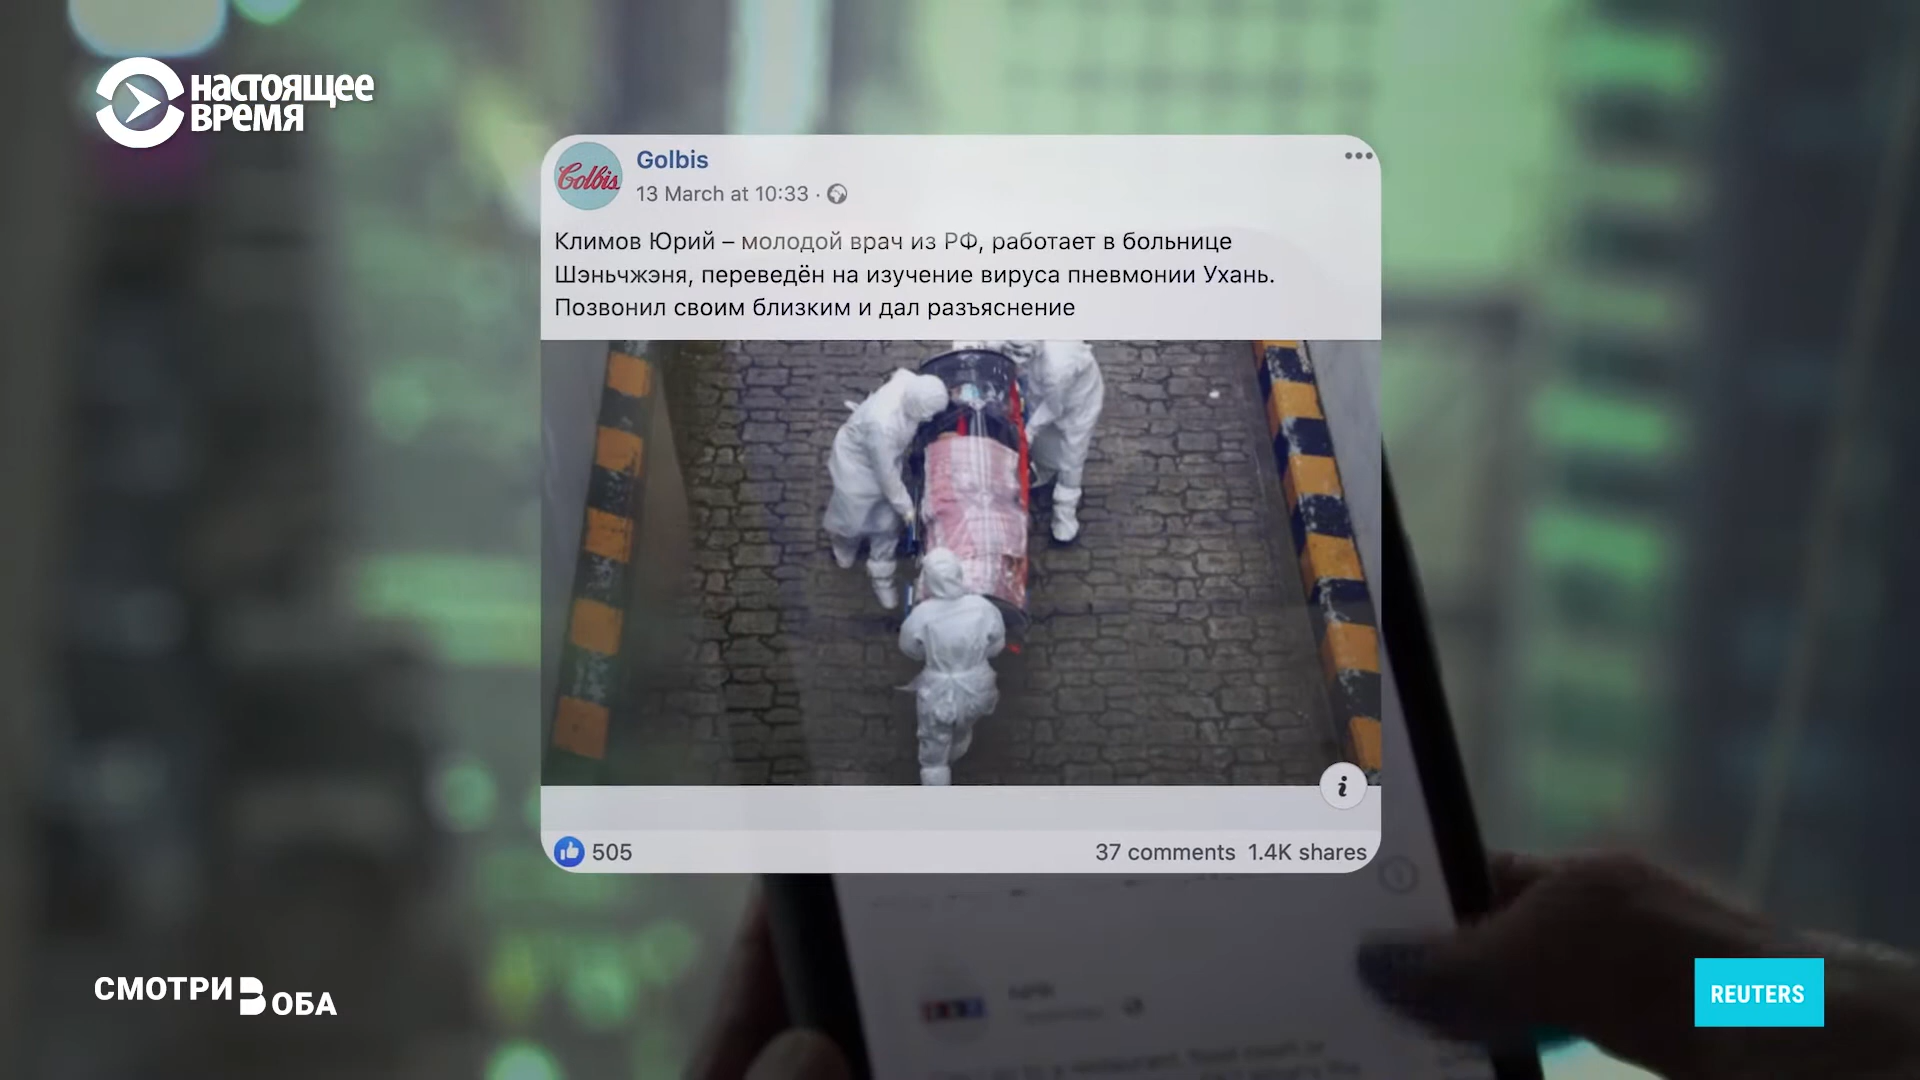 НАСТОЯЩЕЕ
ВРЕМЯ
Golbis
Golbis
13 March at 10:33 ·
Климов Юрий – молодой врач из РФ, работает в больнице
Шэньчжэня, переведён на изучение вируса пневмонии Ухань.
Позвонил своим близким и дал разъяснение
i
505
37 comments 1.4K shares
СМОТРИ В ОБА
REUTERS